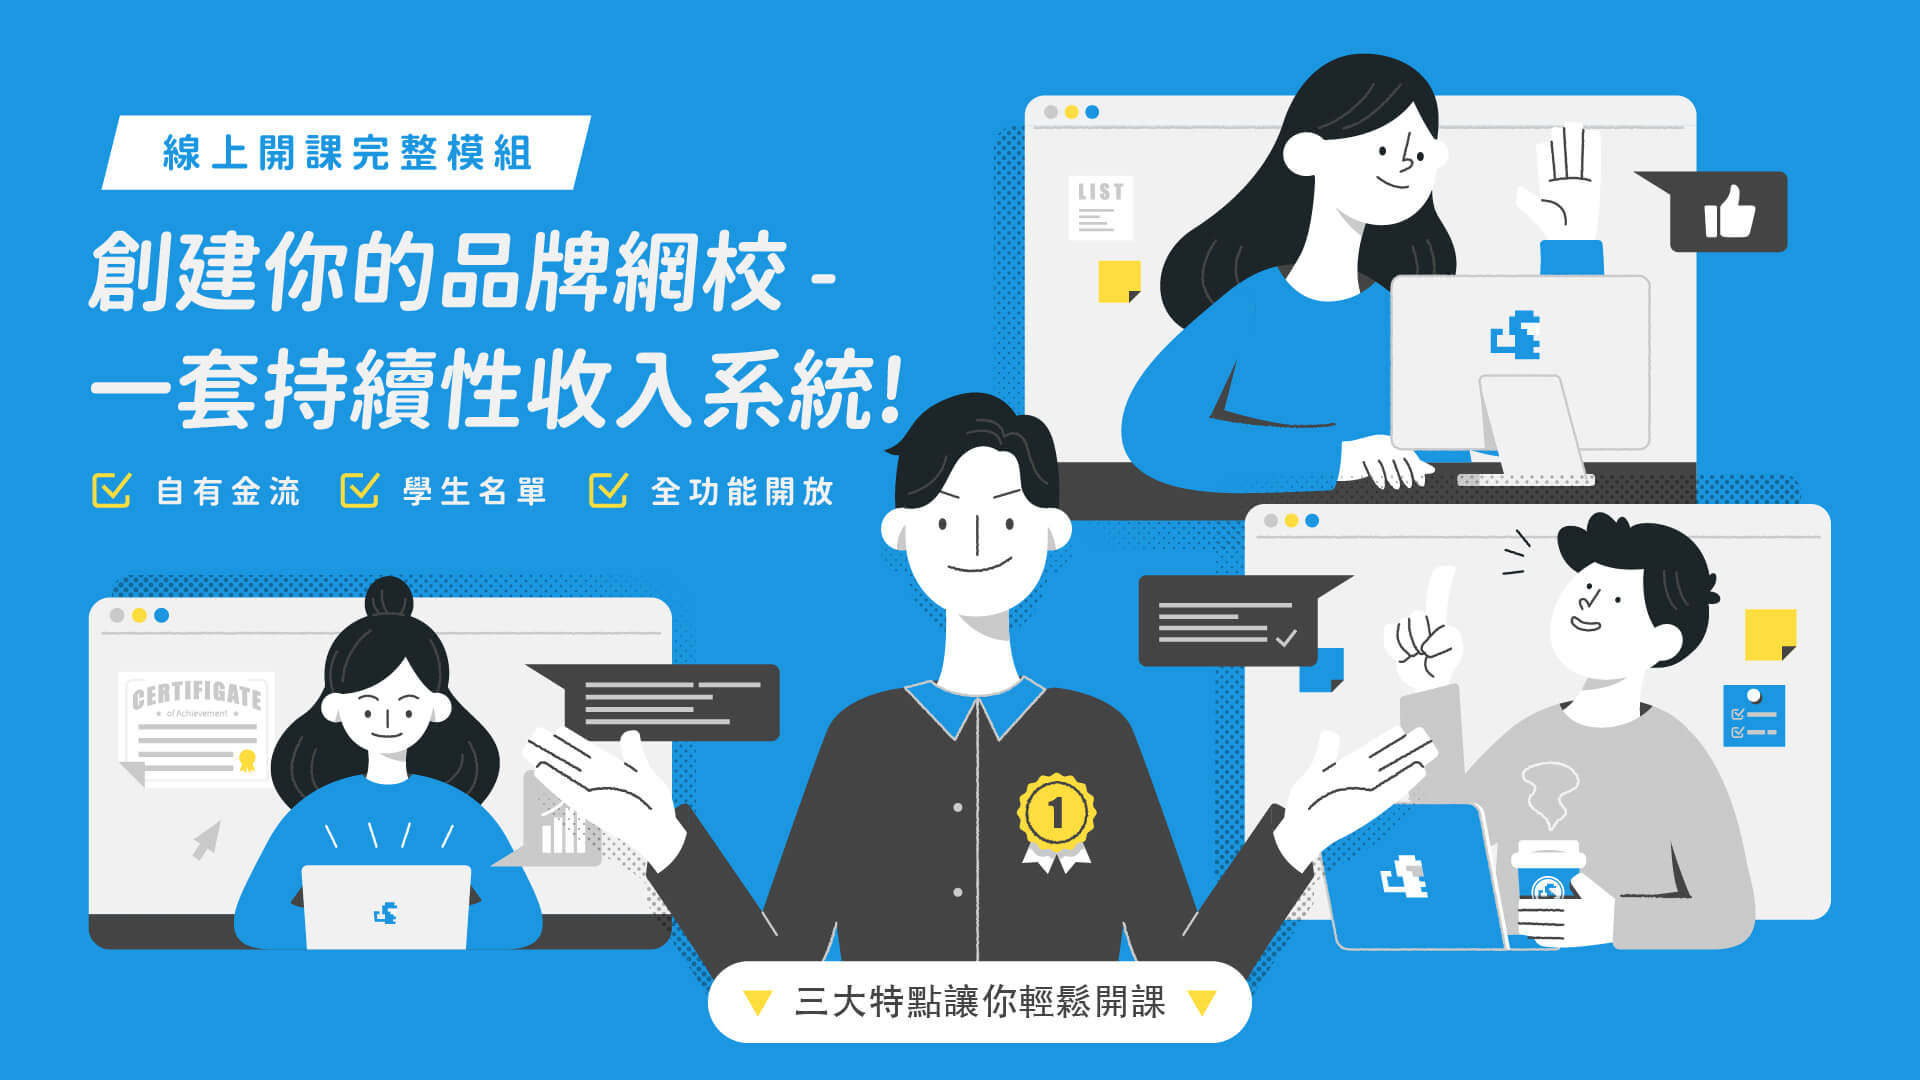 線上開課完整模組
創建你的品牌網校 -
一套持續性收入系統!
自有金流 學生名單 全功能開放
LIST
CERTIFIGATE
★ of Achievement ★
1
三大特點讓你輕鬆開課